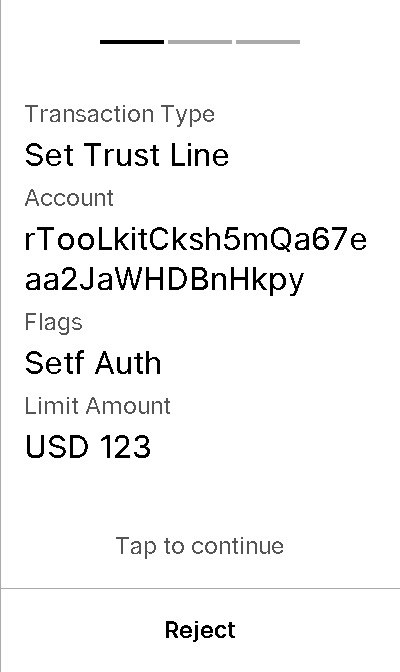 Transaction Type
Set Trust Line
Account
rTooLkitCksh5mQa67e
aa2JaWHDBnHkpy
Flags
Setf Auth
Limit Amount
USD 123
Tap to continue
Reject